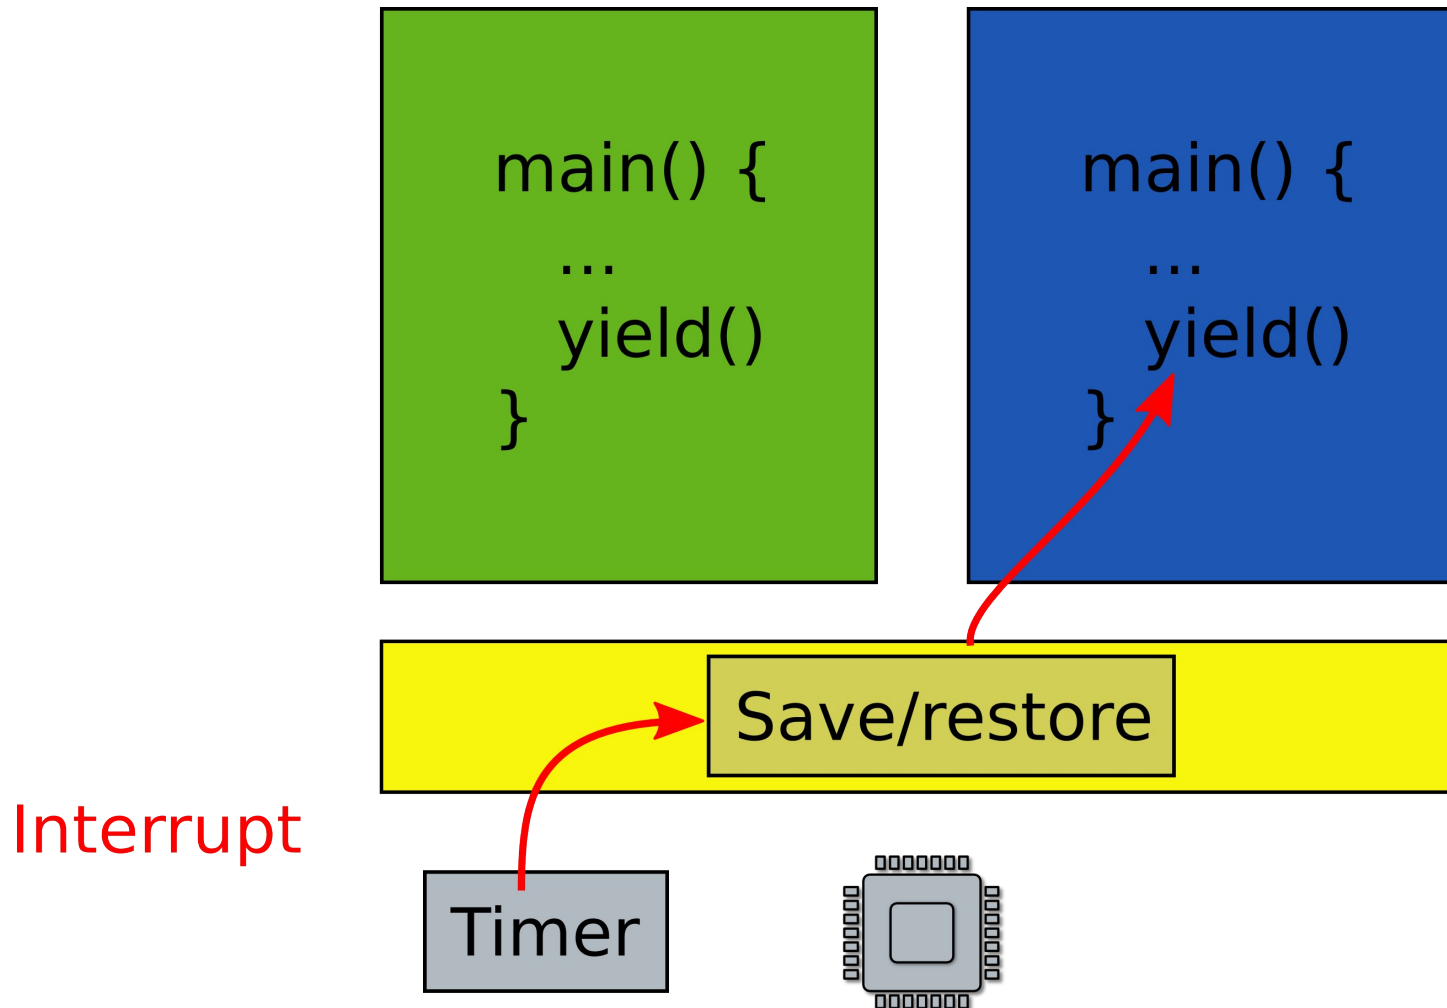 main() {
...
yield()
}
main() {
...
yield()
}
Save/restore
Interrupt
Timer